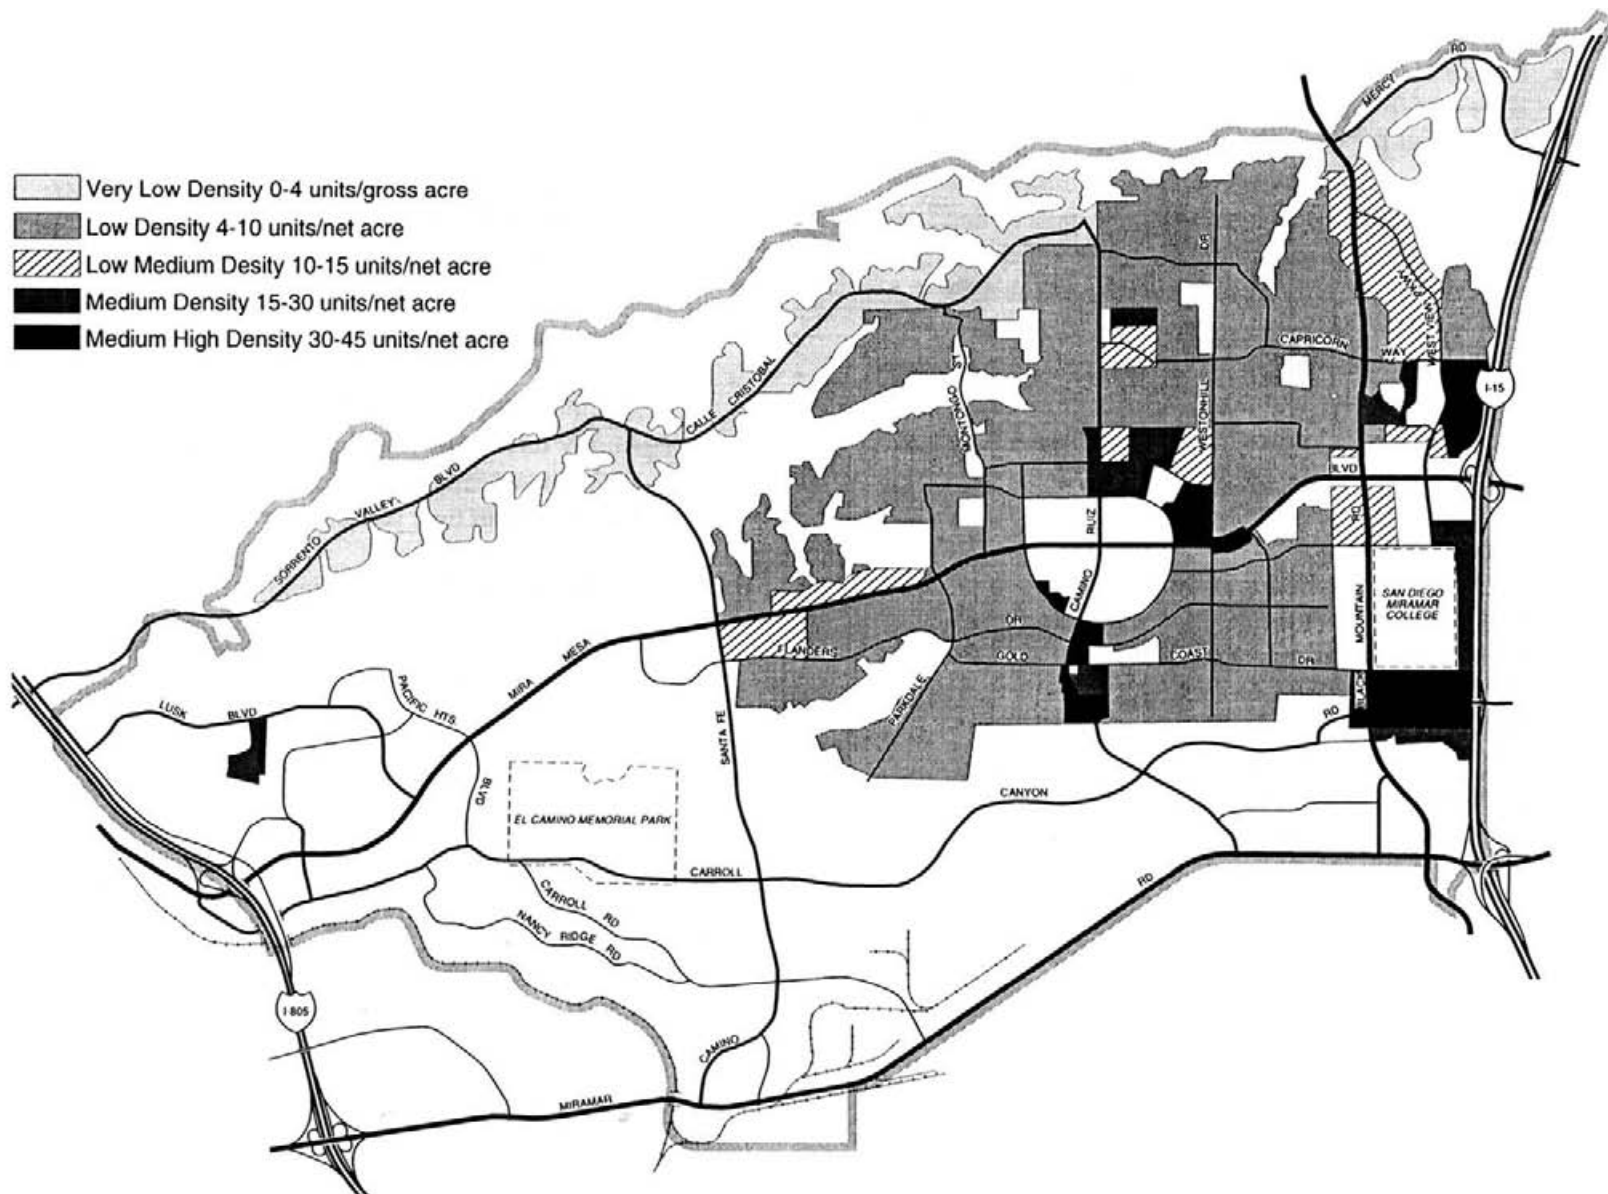 Very Low Density 0-4 units/gross acre
Low Density 4-10 units/net acre
Low Medium Desity 10-15 units/net acre
Medium Density 15-30 units/net acre
Medium High Density 30-45 units/net acre
MERCY RD
DR
CAPRICORN WAY
WESTVIEW
I-15
CALLE CRISTOBAL
MONTONGO ST
WESTONHILL
SORRENTO VALLEY BLVD
BLVD
RUIZ
CAMINO
RD
MOUNTAIN
BLACK
SAN DIEGO
MIRAMAR
COLLEGE
FLANDERS DR
GOLD COAST DR
PARKDALE
MIRA MESA
LUSK BLVD
PACIFIC HTS.
BLVD
SANTA FE
EL CAMINO MEMORIAL PARK
CARROLL CANYON RD
CARROLL RD
NANCY RIDGE RD
I-805
CAMINO
MIRAMAR RD